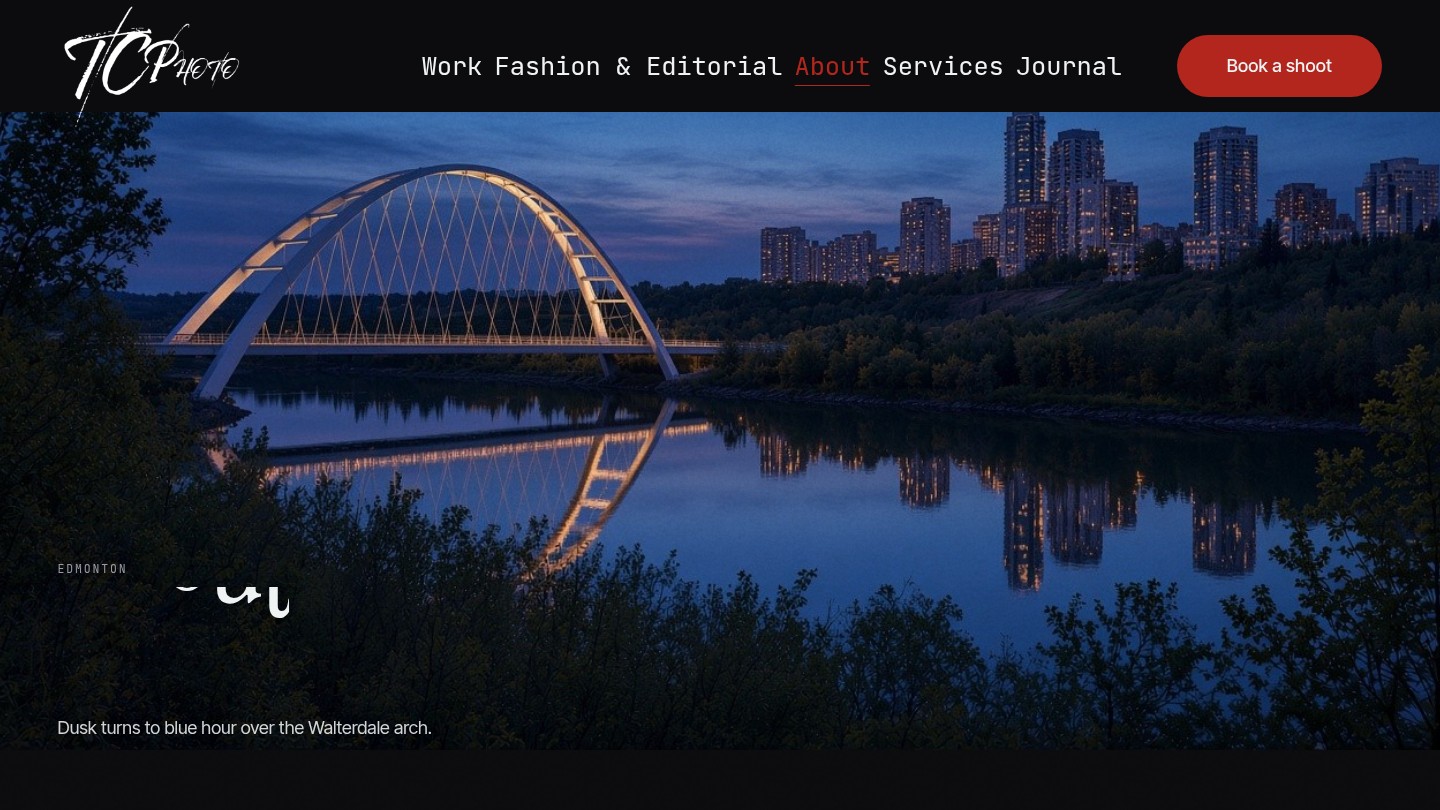 TCPHOTO
Work Fashion & Editorial About Services Journal
Book a shoot
EDMONTON
Dusk turns to blue hour over the Walterdale arch.